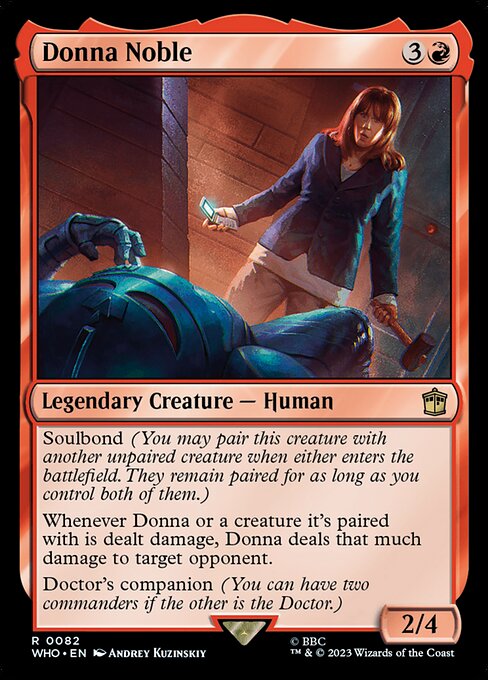 Donna Noble 3
Legendary Creature — Human
Soulbond (You may pair this creature with
another unpaired creature when either enters the
battlefield. They remain paired for as long as you
control both of them.)
Whenever Donna or a creature it's paired
with is dealt damage, Donna deals that much
damage to target opponent.
Doctor's companion (You can have two
commanders if the other is the Doctor.)
2/4
R 0082
WHO • EN Andrey Kuzinskiy
© BBC
™ & © 2023 Wizards of the Coast